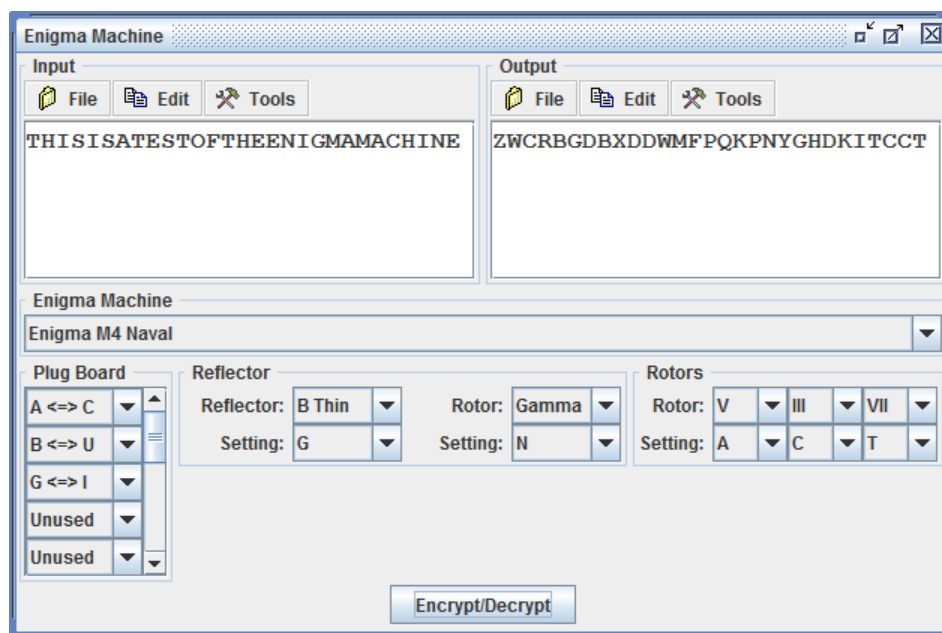 Enigma Machine
Input
Output
File Edit Tools
File Edit Tools
THISISATESTOFTHEENIGMAMACHINE
ZWCRBGDBXDDWMFPQKPNYGHDKITCCT
Enigma Machine
Enigma M4 Naval
Plug Board
A <=> C
B <=> U
G <=> I
Unused
Unused
Reflector
Reflector: B Thin Rotor: Gamma
Setting: G Setting: N
Rotors
Rotor: V III VII
Setting: A C T
Encrypt/Decrypt